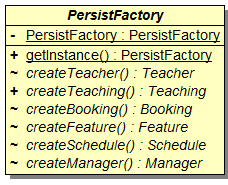 PersistFactory
- PersistFactory : PersistFactory
+ getInstance() : PersistFactory
~ createTeacher() : Teacher
+ createTeaching() : Teaching
~ createBooking() : Booking
~ createFeature() : Feature
~ createSchedule() : Schedule
~ createManager() : Manager